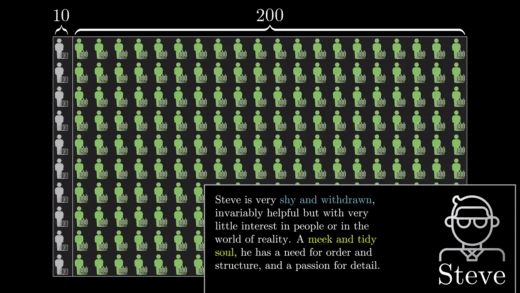 10
200
Steve is very shy and withdrawn,
invariably helpful but with very
little interest in people or in the
world of reality. A meek and tidy
soul, he has a need for order and
structure, and a passion for detail.
Steve